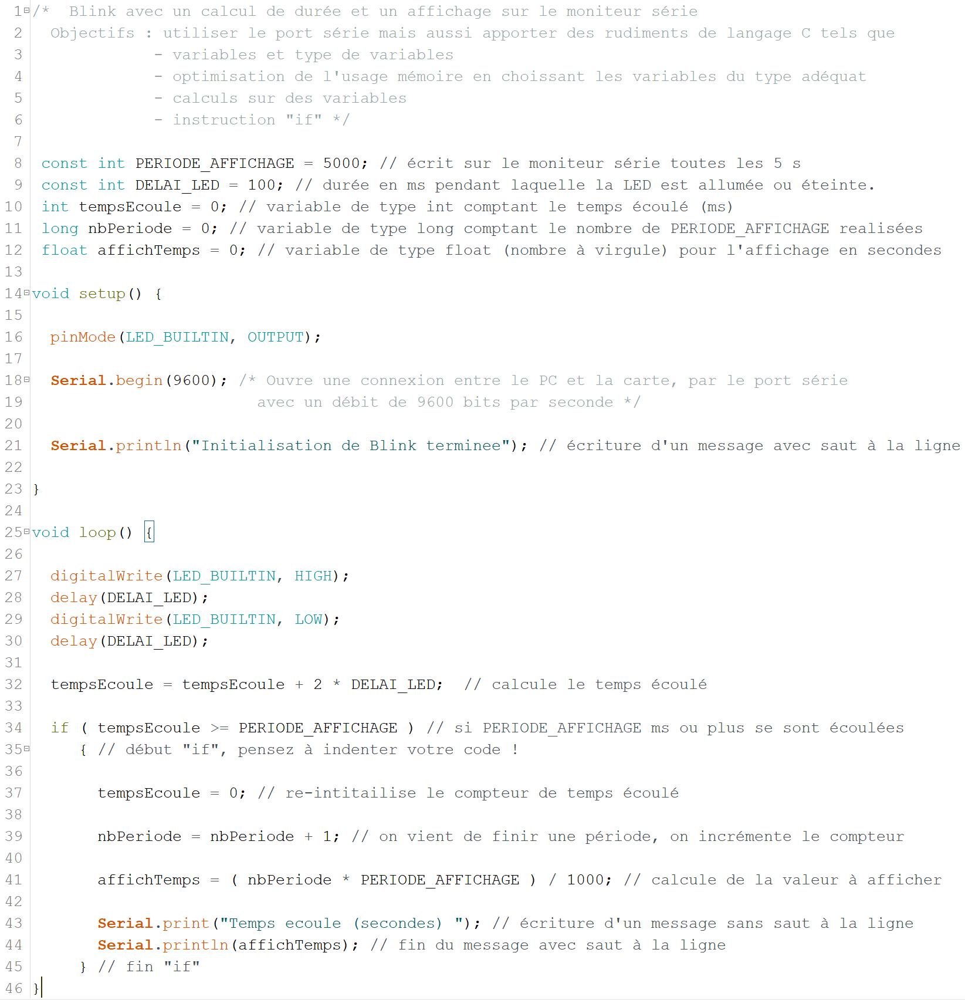 1 /*  Blink avec un calcul de durée et un affichage sur le moniteur série
2   Objectifs : utiliser le port série mais aussi apporter des rudiments de langage C tels que
3             - variables et type de variables
4             - optimisation de l'usage mémoire en choissant les variables du type adéquat
5             - calculs sur des variables
6             - instruction "if" */
7
8  const int PERIODE_AFFICHAGE = 5000; // écrit sur le moniteur série toutes les 5 s
9  const int DELAI_LED = 100; // durée en ms pendant laquelle la LED est allumée ou éteinte.
10  int tempsEcoule = 0; // variable de type int comptant le temps écoulé (ms)
11  long nbPeriode = 0; // variable de type long comptant le nombre de PERIODE_AFFICHAGE realisées
12  float affichTemps = 0; // variable de type float (nombre à virgule) pour l'affichage en secondes
13
14 void setup() {
15
16   pinMode(LED_BUILTIN, OUTPUT);
17
18   Serial.begin(9600); /* Ouvre une connexion entre le PC et la carte, par le port série
19                         avec un débit de 9600 bits par seconde */
20
21   Serial.println("Initialisation de Blink terminee"); // écriture d'un message avec saut à la ligne
22
23 }
24
25 void loop() {
26
27   digitalWrite(LED_BUILTIN, HIGH);
28   delay(DELAI_LED);
29   digitalWrite(LED_BUILTIN, LOW);
30   delay(DELAI_LED);
31
32   tempsEcoule = tempsEcoule + 2 * DELAI_LED;  // calcule le temps écoulé
33
34   if ( tempsEcoule >= PERIODE_AFFICHAGE ) // si PERIODE_AFFICHAGE ms ou plus se sont écoulées
35      { // début "if", pensez à indenter votre code !
36
37        tempsEcoule = 0; // re-intitailise le compteur de temps écoulé
38
39        nbPeriode = nbPeriode + 1; // on vient de finir une période, on incrémente le compteur
40
41        affichTemps = ( nbPeriode * PERIODE_AFFICHAGE ) / 1000; // calcule de la valeur à afficher
42
43        Serial.print("Temps ecoule (secondes) "); // écriture d'un message sans saut à la ligne
44        Serial.println(affichTemps); // fin du message avec saut à la ligne
45      } // fin "if"
46 }